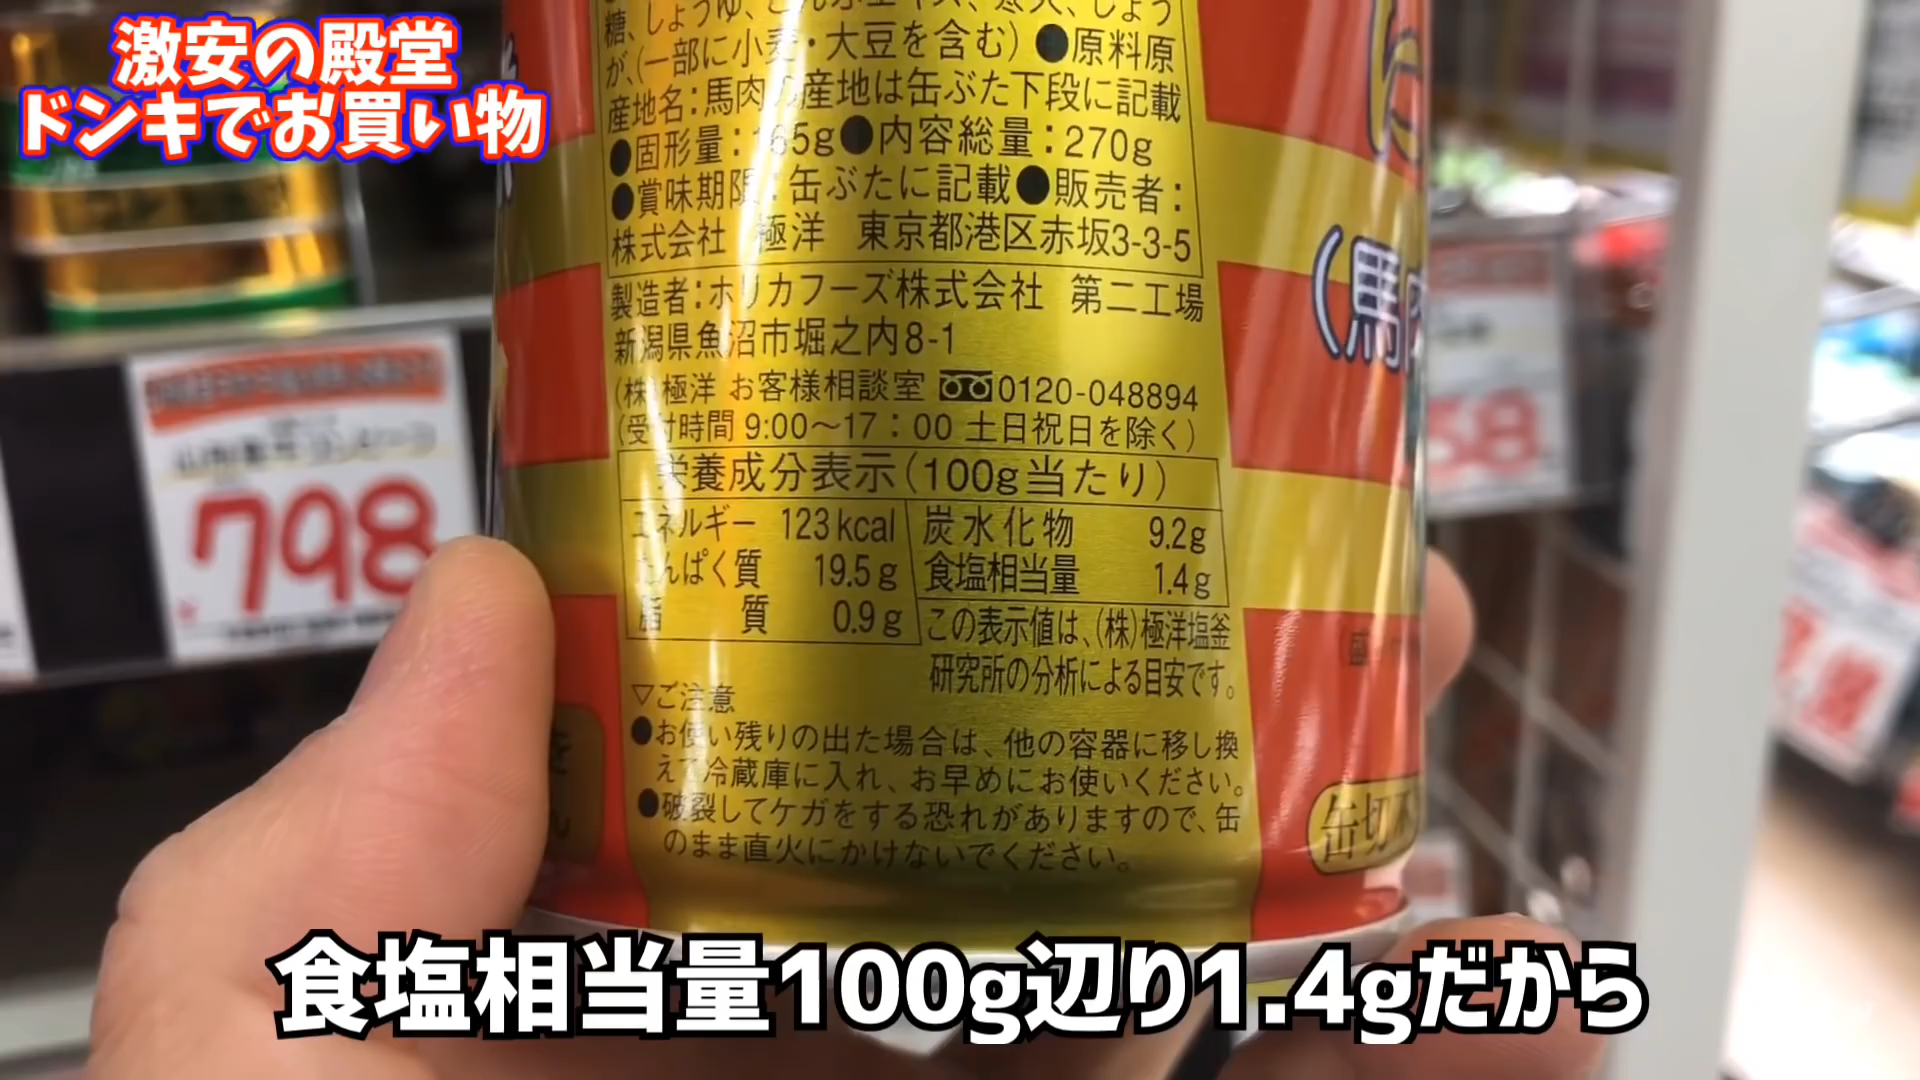 激安の殿堂
ドンキでお買い物
糖、しょうゆ、
が、(一部に小麦・大豆を含む) ●原料原
産地名:馬肉の産地は缶ぶた下段に記載
●固形量:165g●内容総量:270g
●賞味期限:缶ぶたに記載●販売者:
株式会社 極洋 東京都港区赤坂3-3-5
製造者:ホリカフーズ株式会社 第二工場
新潟県魚沼市堀之内8-1
(株)極洋 お客様相談室 0120-048894
(受付時間 9:00〜17:00 土日祝日を除く)
栄養成分表示(100g当たり)
エネルギー 123kcal 炭水化物 9.2g
たんぱく質 19.5g 食塩相当量 1.4g
脂質 0.9g この表示値は、(株)極洋塩釜
研究所の分析による目安です。
▽ご注意
●お使い残りの出た場合は、他の容器に移し換
えて冷蔵庫に入れ、お早めにお使いください。
●破裂してケガをする恐れがありますので、缶
のまま直火にかけないでください。
(馬
缶切不
798
食塩相当量100g辺り1.4gだから